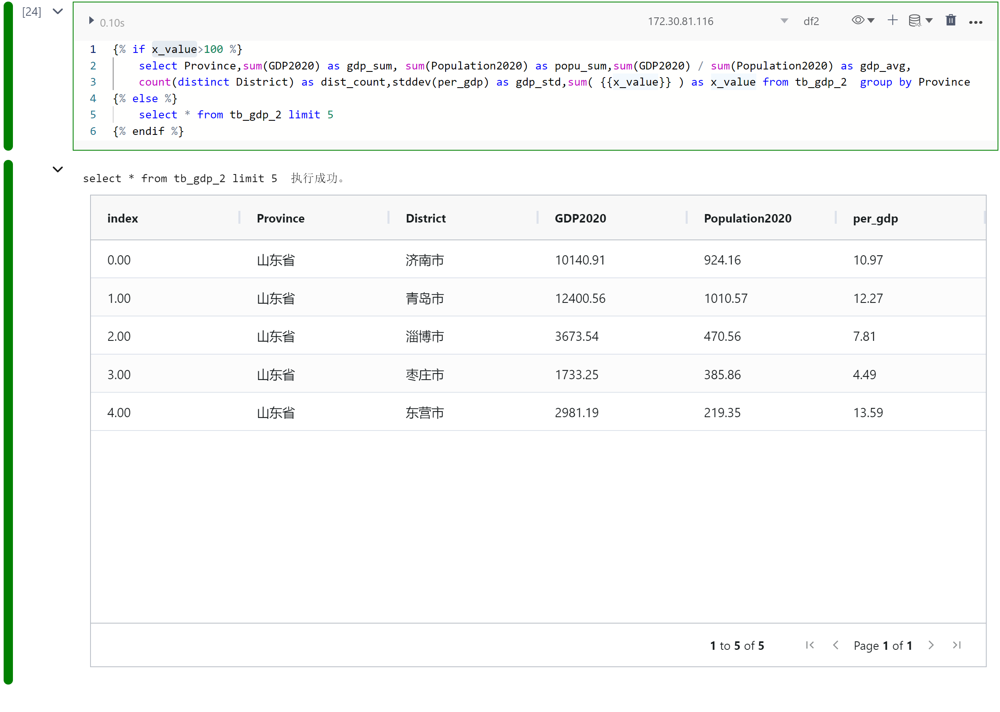 [24]
0.10s 172.30.81.116 df2 SQL
1 {% if x_value>100 %}
2 select Province,sum(GDP2020) as gdp_sum, sum(Population2020) as popu_sum,sum(GDP2020) / sum(Population2020) as gdp_avg,
3 count(distinct District) as dist_count,stddev(per_gdp) as gdp_std,sum( {{x_value}} ) as x_value from tb_gdp_2  group by Province
4 {% else %}
5 select * from tb_gdp_2 limit 5
6 {% endif %}
select * from tb_gdp_2 limit 5  执行成功。
index Province District GDP2020 Population2020 per_gdp
0.00 山东省 济南市 10140.91 924.16 10.97
1.00 山东省 青岛市 12400.56 1010.57 12.27
2.00 山东省 淄博市 3673.54 470.56 7.81
3.00 山东省 枣庄市 1733.25 385.86 4.49
4.00 山东省 东营市 2981.19 219.35 13.59
1 to 5 of 5 Page 1 of 1